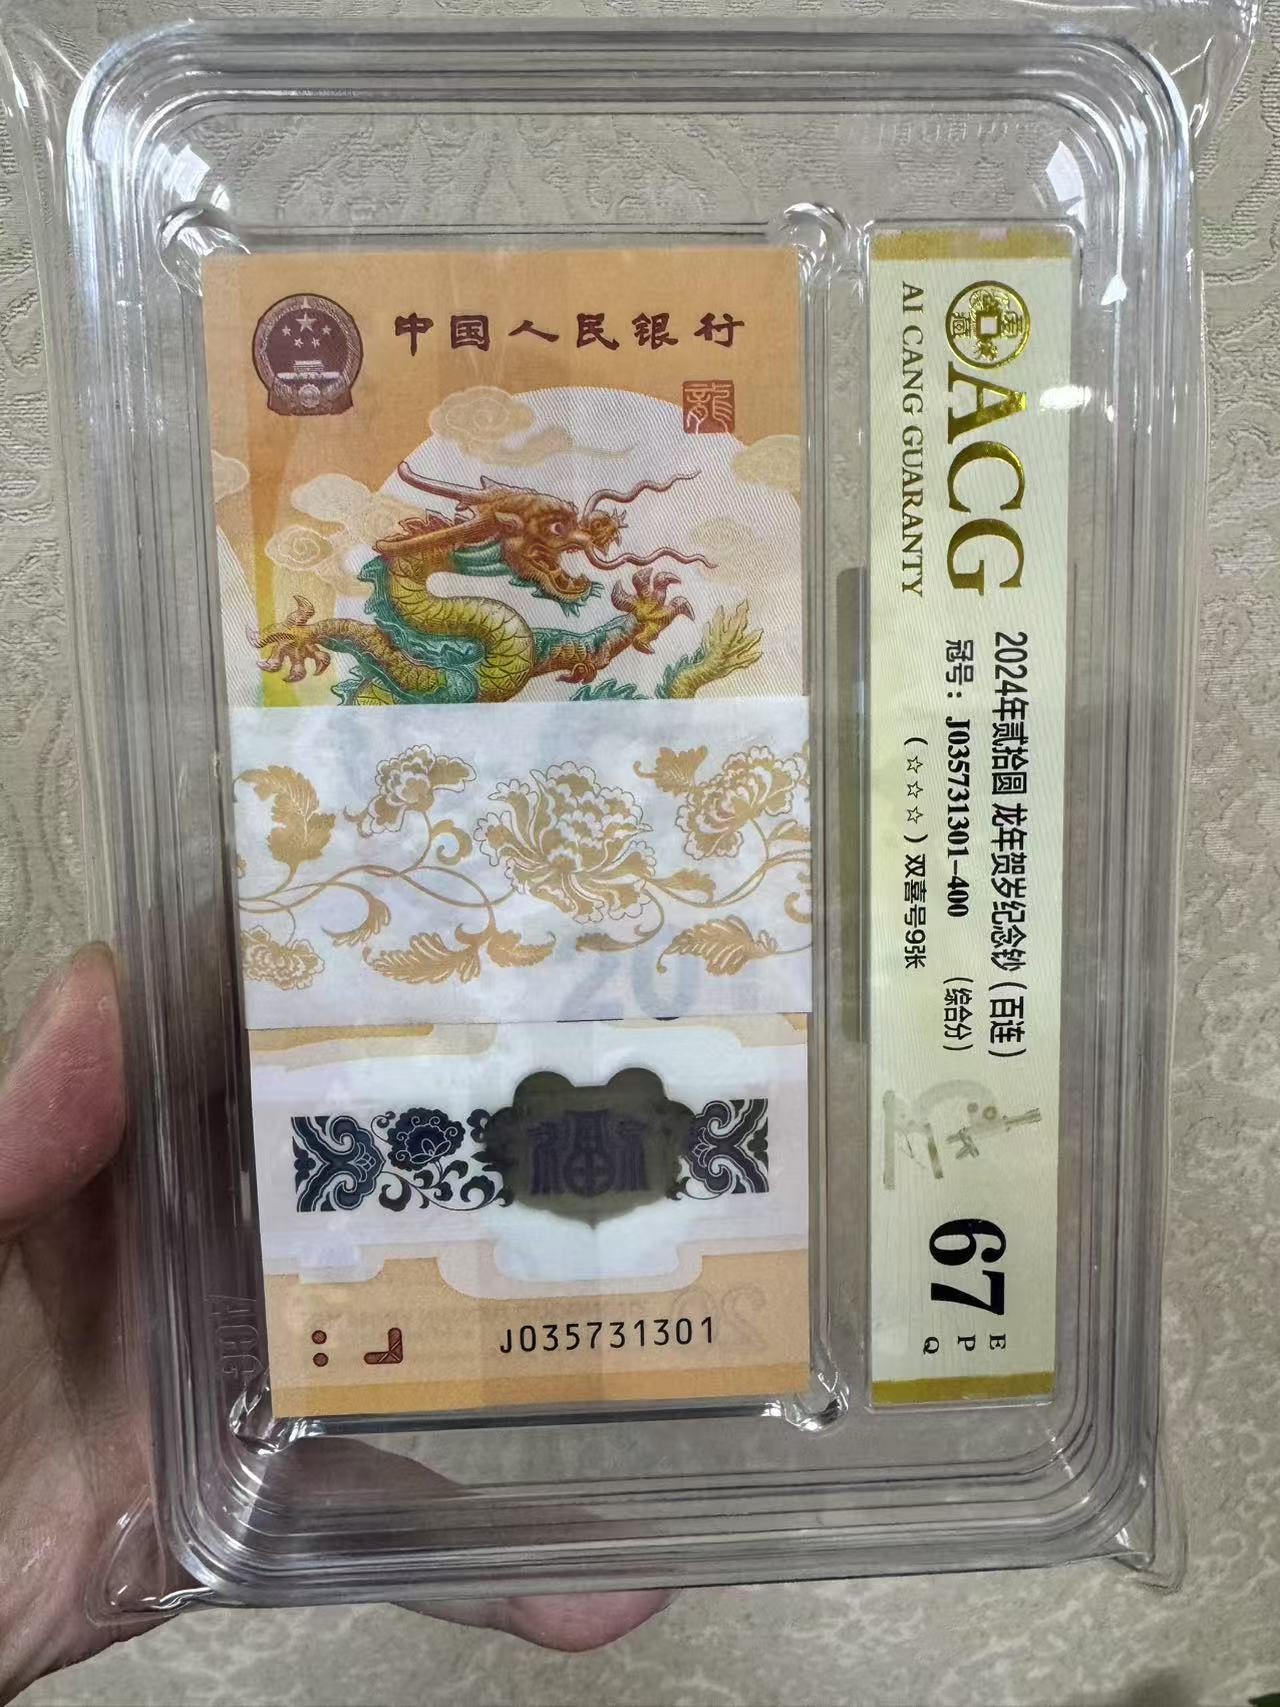 中国人民银行
龍
20
J035731301
ACG
AI CANG GUARANTY
2024年贰拾圆 龙年贺岁纪念钞（百连）
冠号：J035731301-400 （综合分）
（☆☆☆）双喜号9张
67
E
P
Q
ACG